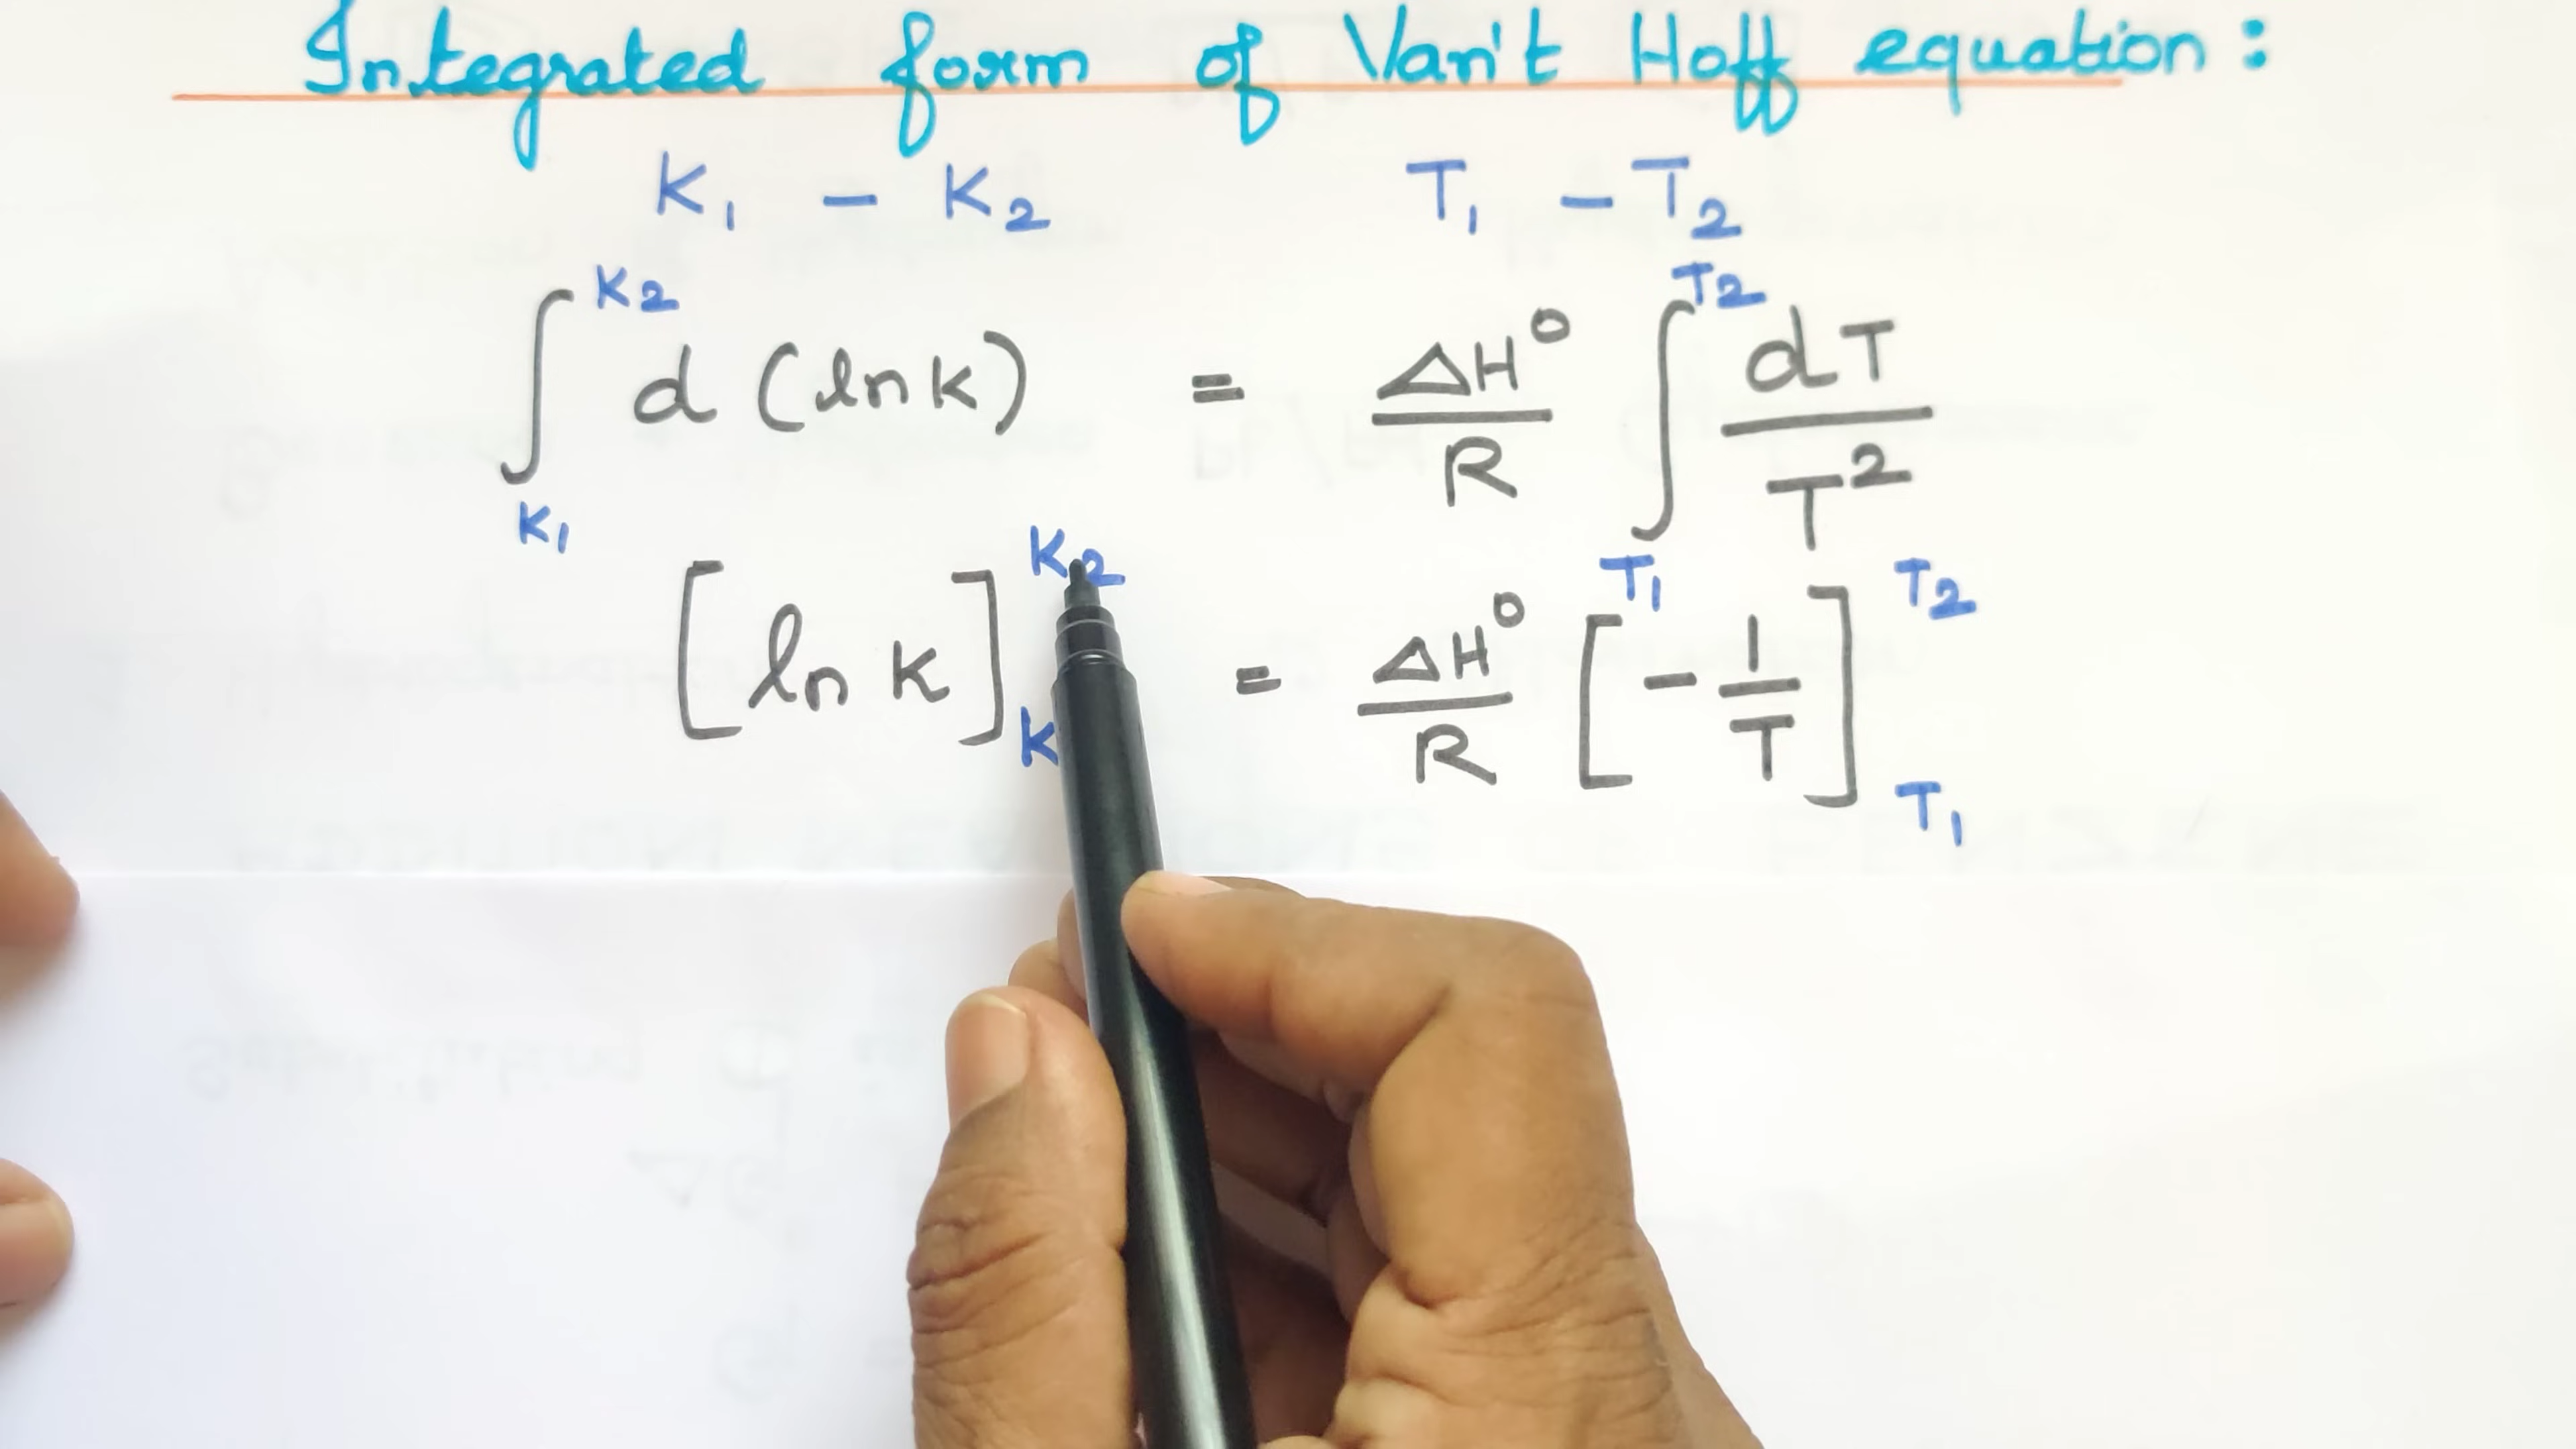 Integrated form of Van't Hoff equation :
K₁ – K₂ T₁ – T₂
∫_{K₁}^{K₂} d (ln K) = ΔH°/R ∫_{T₁}^{T₂} dT/T²
[ln K]_{K}^{K₂} = ΔH°/R [- 1/T]_{T₁}^{T₂}